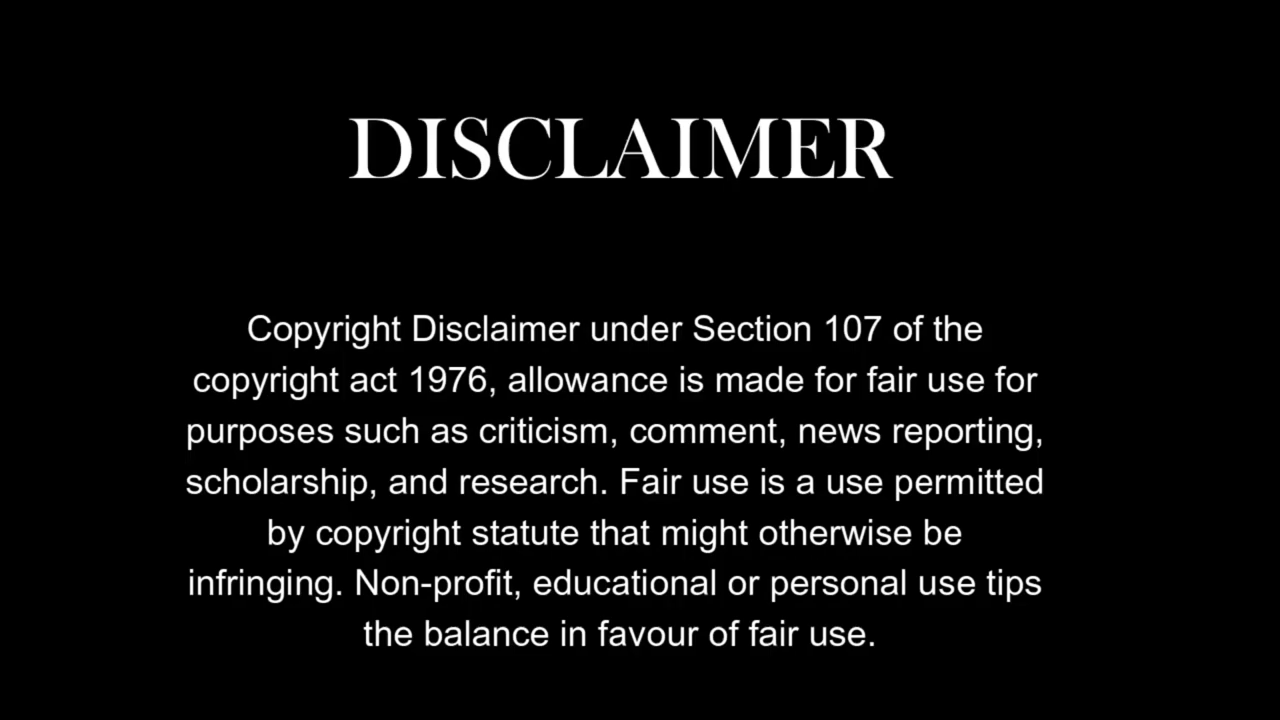 DISCLAIMER
Copyright Disclaimer under Section 107 of the
copyright act 1976, allowance is made for fair use for
purposes such as criticism, comment, news reporting,
scholarship, and research. Fair use is a use permitted
by copyright statute that might otherwise be
infringing. Non-profit, educational or personal use tips
the balance in favour of fair use.